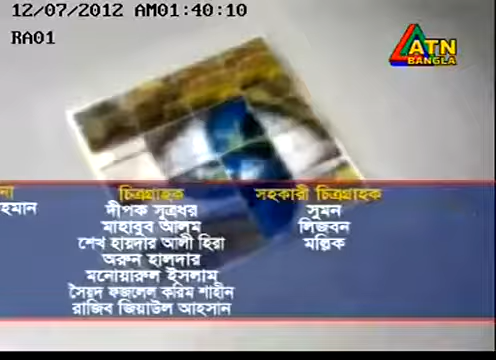 12/07/2012 AM01:40:10
RA01
ATN
BANGLA
না
হমান
চিত্রগ্রাহক
দীপক সূত্রধর
মাহাবুব আলম
শেখ হায়দার আলী হিরা
অরুন হালদার
মনোয়ারুল ইসলাম
সৈয়দ ফজলেল করিম শাহীন
রাজিব জিয়াউল আহসান
সহকারী চিত্রগ্রাহক
সুমন
লিজবন
মল্লিক